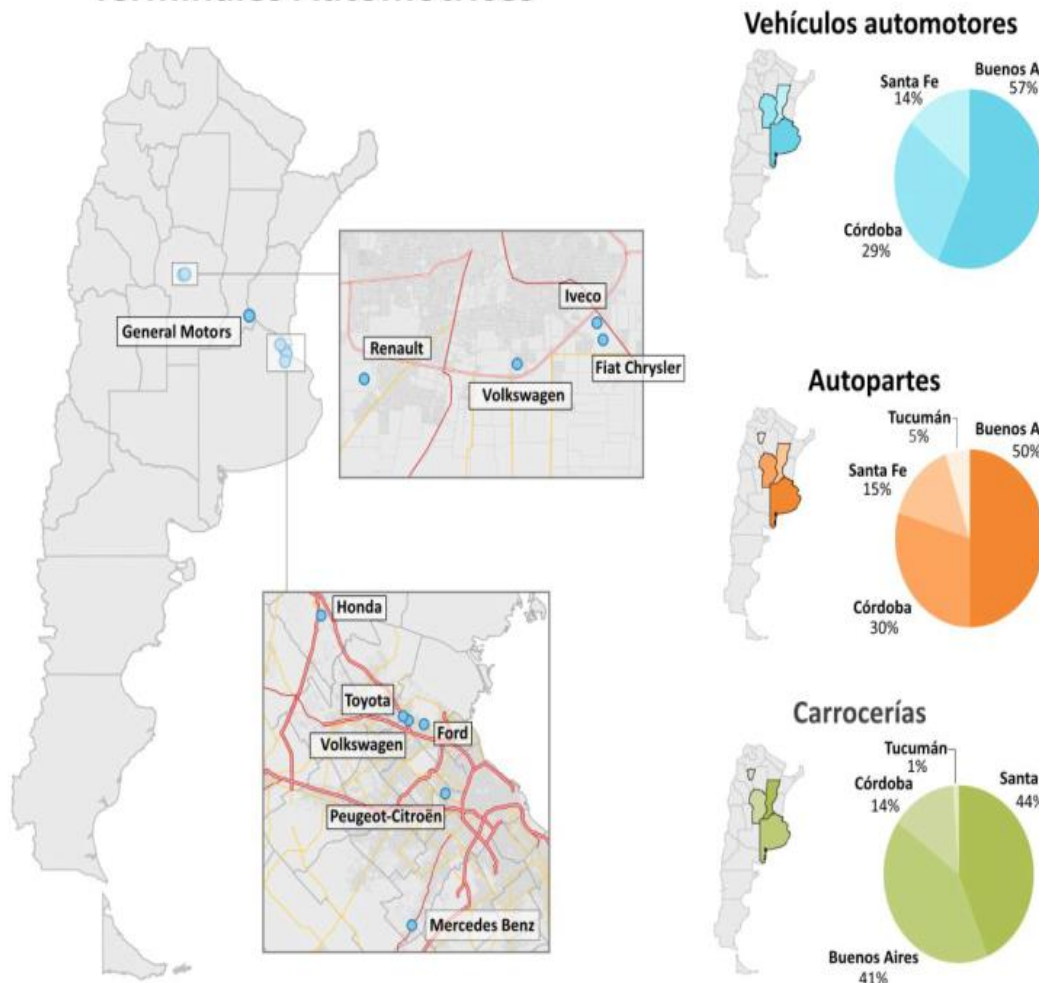 Terminales Automotrices
General Motors
Renault
Iveco
Volkswagen
Fiat Chrysler
Honda
Toyota
Volkswagen
Ford
Peugeot-Citroën
Mercedes Benz
Vehículos automotores
Santa Fe
14%
Buenos A
57%
Córdoba
29%
Autopartes
Tucumán
5%
Buenos A
50%
Santa Fe
15%
Córdoba
30%
Carrocerías
Tucumán
1%
Córdoba
14%
Santa
44%
Buenos Aires
41%